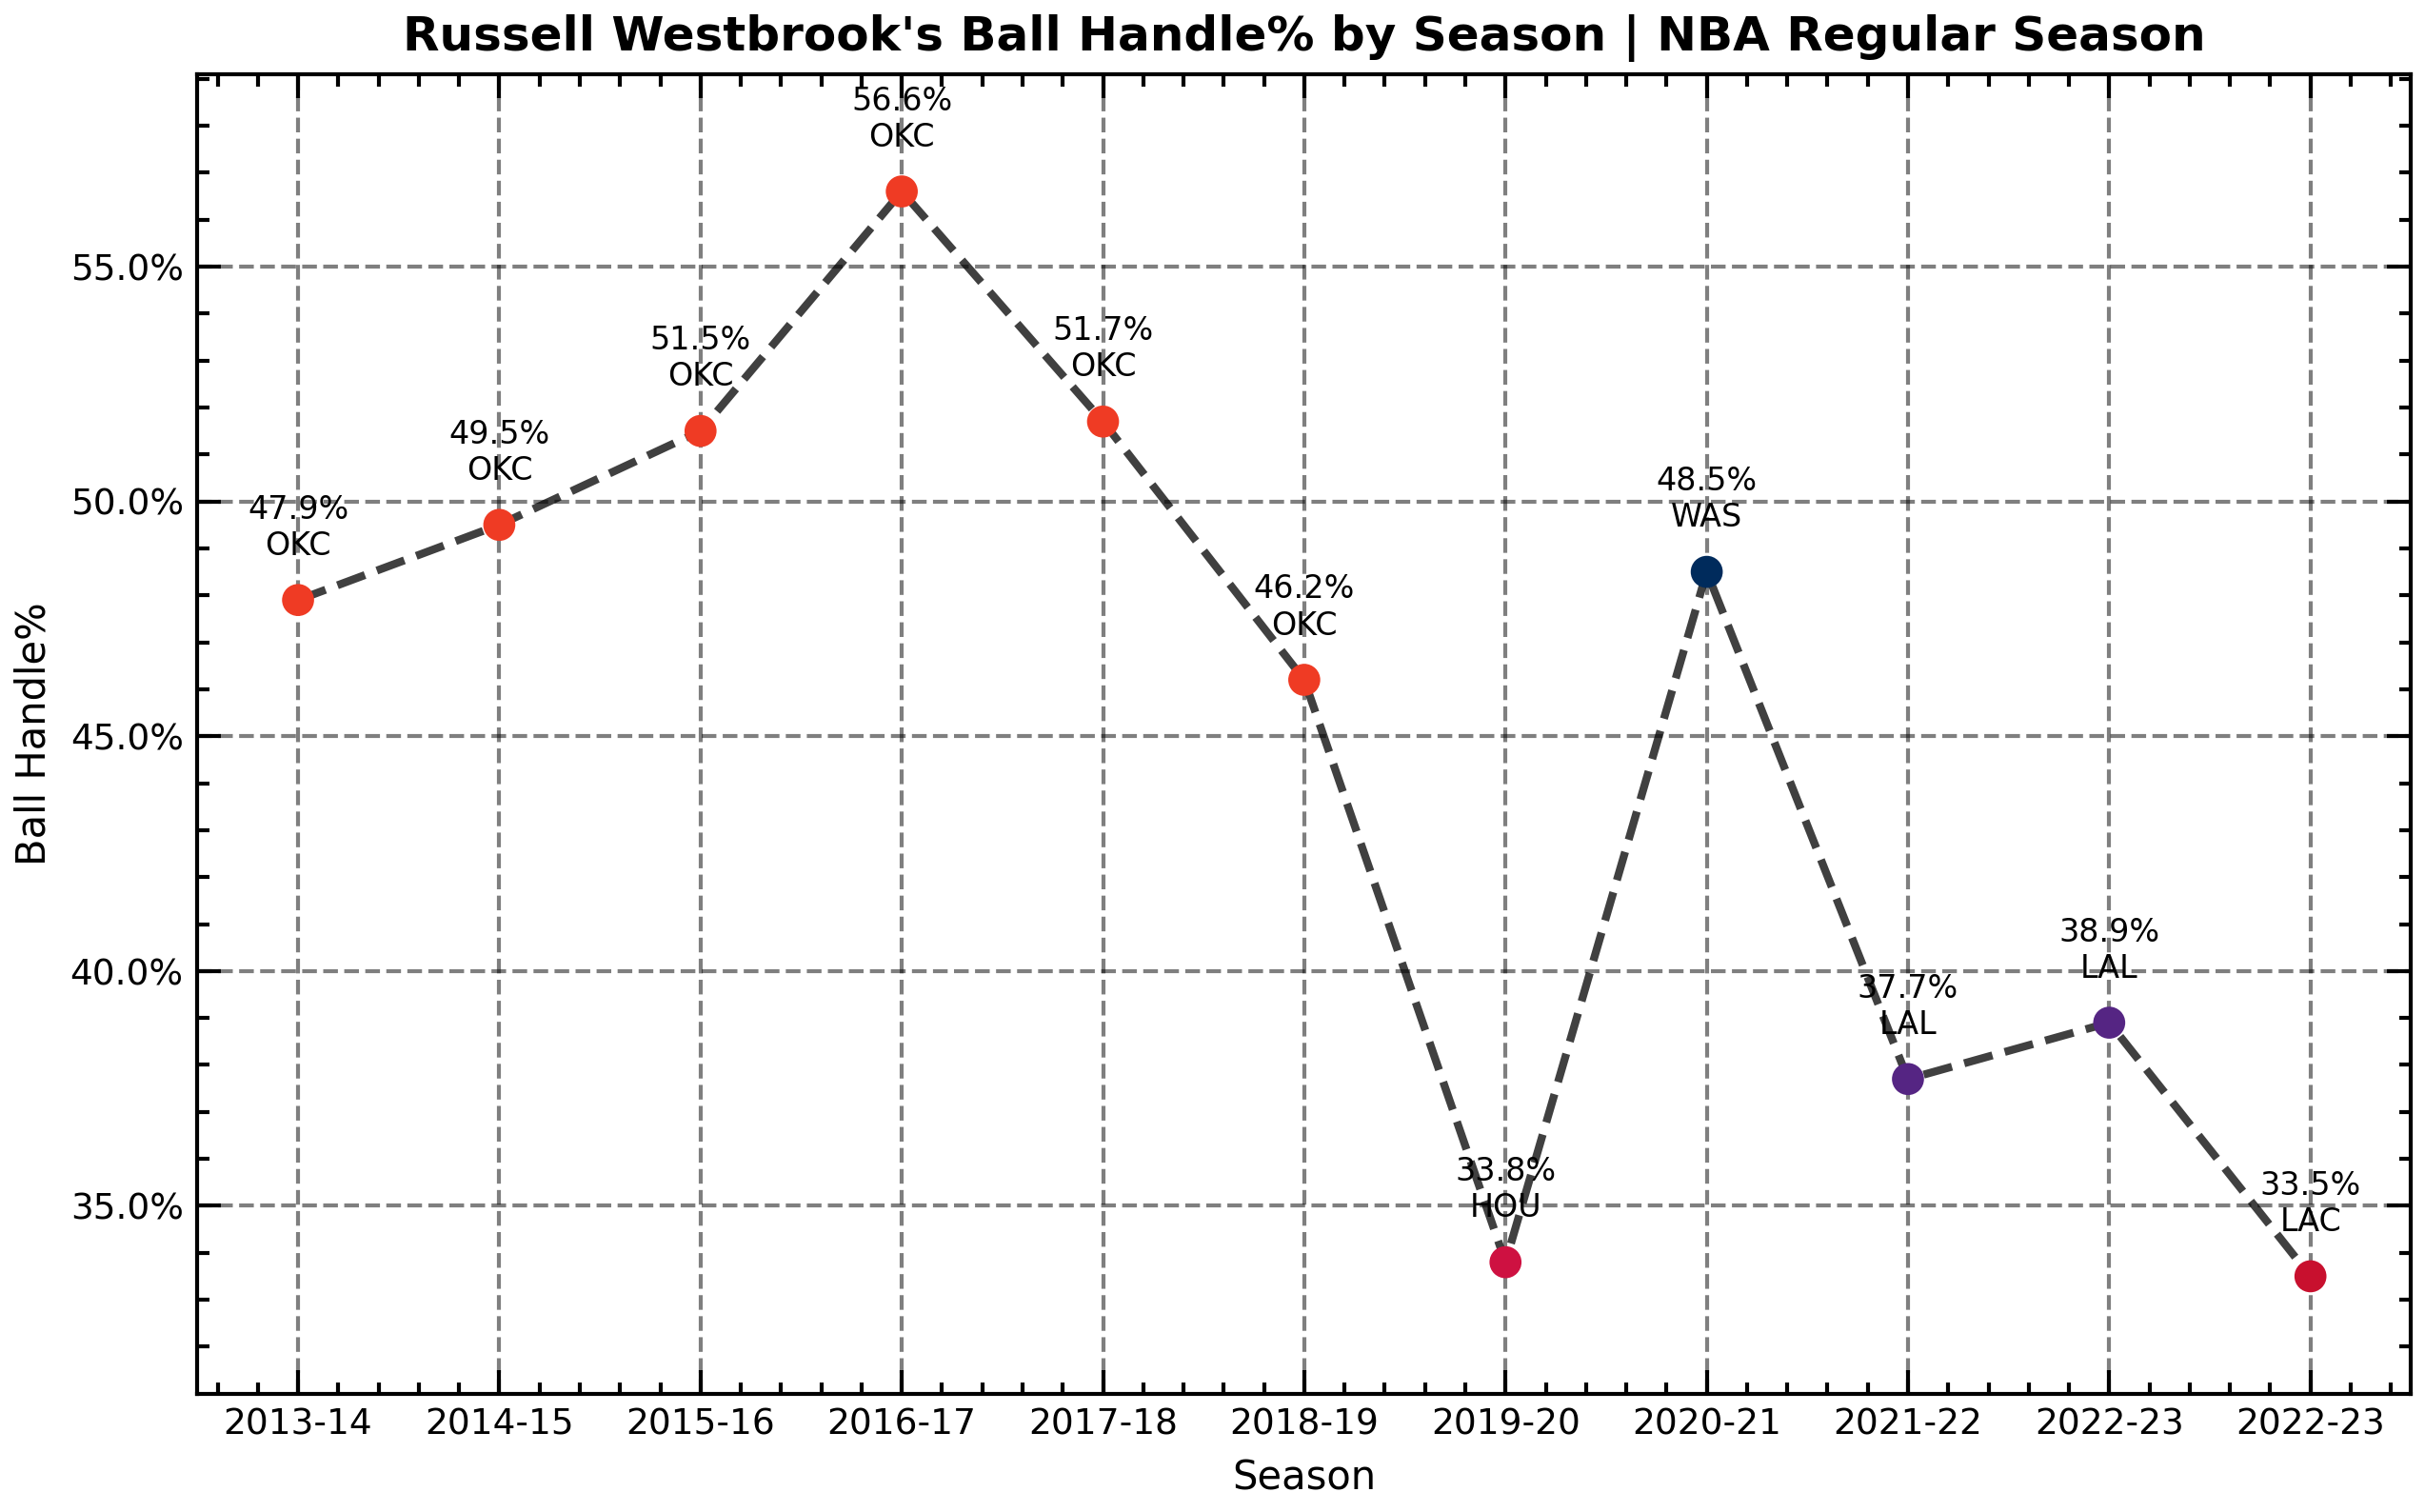 Russell Westbrook's Ball Handle% by Season | NBA Regular Season
56.6%
OKC
55.0%
51.5%
OKC
51.7%
OKC
49.5%
OKC
48.5%
WAS
50.0%
47.9%
OKC
46.2%
OKC
45.0%
Ball Handle%
38.9%
LAL
40.0%
37.7%
LAL
33.8%
HOU
33.5%
LAC
35.0%
2013-14
2014-15
2015-16
2016-17
2017-18
2018-19
2019-20
2020-21
2021-22
2022-23
2022-23
Season